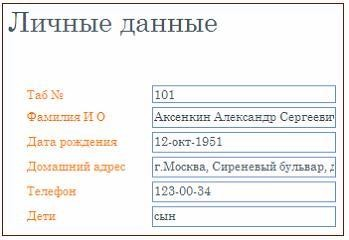 Личные данные
Таб № 101
Фамилия И О Аксенкин Александр Сергеевич
Дата рождения 12-окт-1951
Домашний адрес г.Москва, Сиреневый бульвар,
Телефон 123-00-34
Дети сын